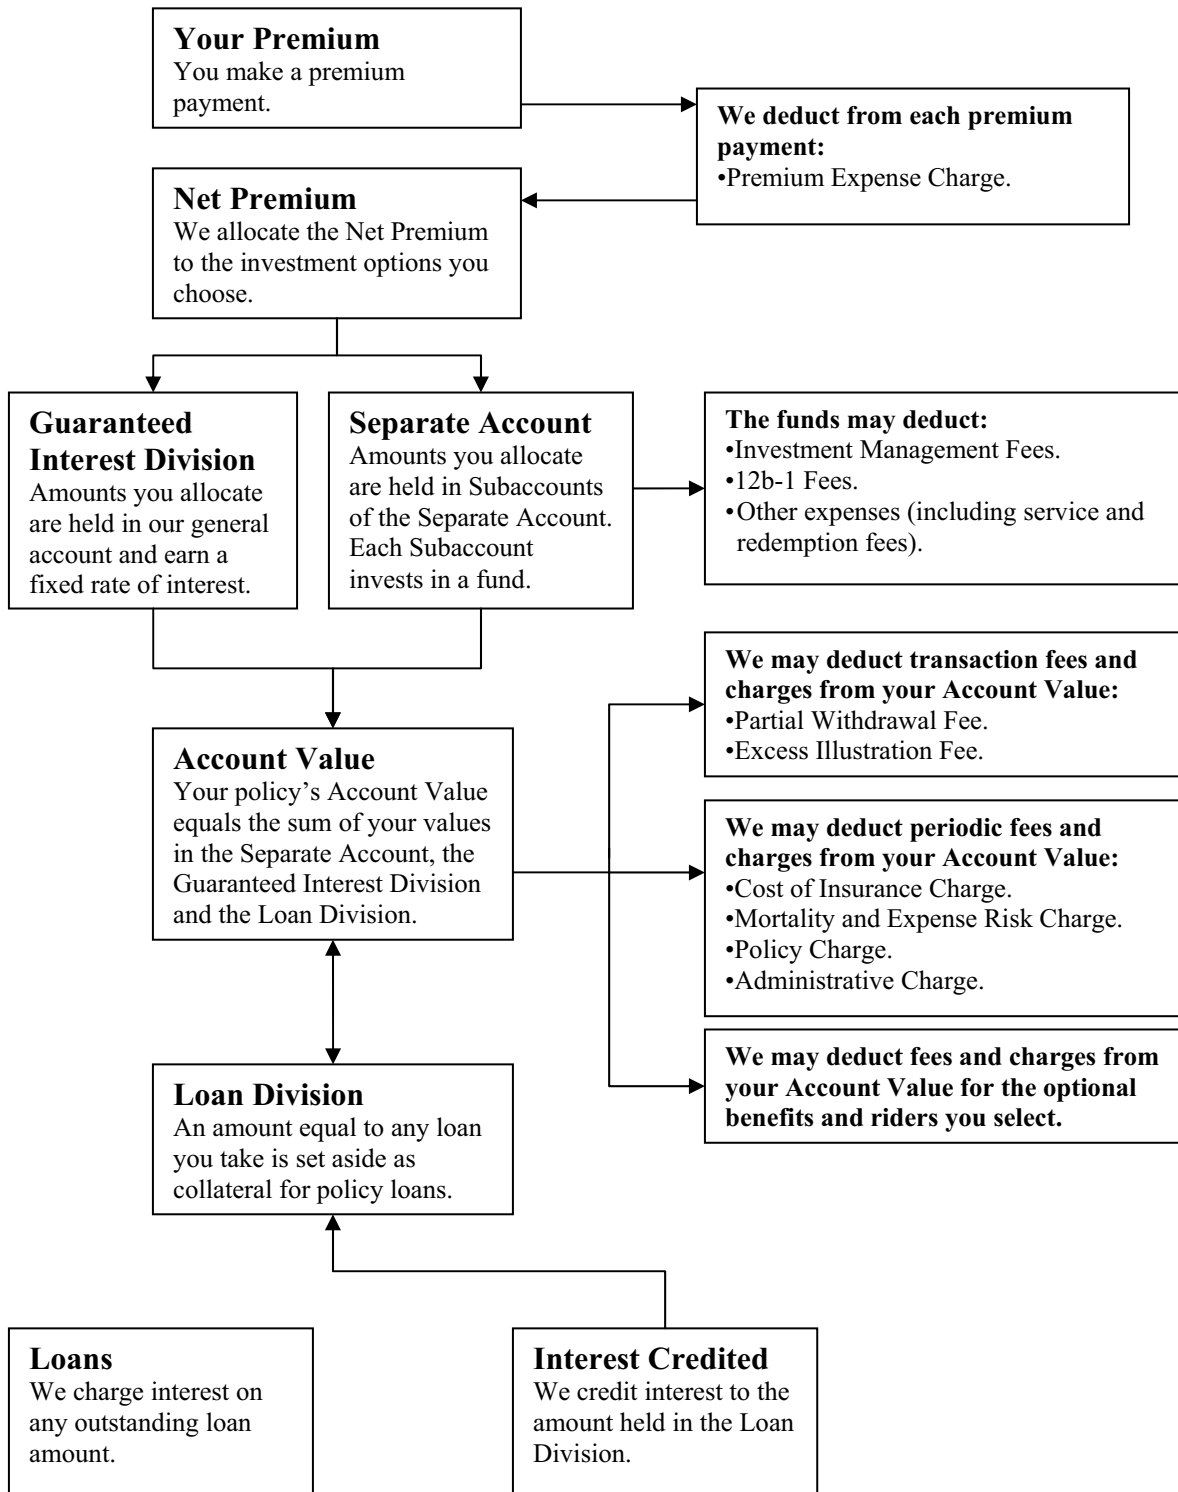 Your Premium
You make a premium
payment.
We deduct from each premium
payment:
•Premium Expense Charge.
Net Premium
We allocate the Net Premium
to the investment options you
choose.
Guaranteed
Interest Division
Amounts you allocate
are held in our general
account and earn a
fixed rate of interest.
Separate Account
Amounts you allocate
are held in Subaccounts
of the Separate Account.
Each Subaccount
invests in a fund.
The funds may deduct:
•Investment Management Fees.
•12b-1 Fees.
•Other expenses (including service and
redemption fees).
We may deduct transaction fees and
charges from your Account Value:
•Partial Withdrawal Fee.
•Excess Illustration Fee.
Account Value
Your policy’s Account Value
equals the sum of your values
in the Separate Account, the
Guaranteed Interest Division
and the Loan Division.
We may deduct periodic fees and
charges from your Account Value:
•Cost of Insurance Charge.
•Mortality and Expense Risk Charge.
•Policy Charge.
•Administrative Charge.
We may deduct fees and charges from
your Account Value for the optional
benefits and riders you select.
Loan Division
An amount equal to any loan
you take is set aside as
collateral for policy loans.
Loans
We charge interest on
any outstanding loan
amount.
Interest Credited
We credit interest to the
amount held in the Loan
Division.